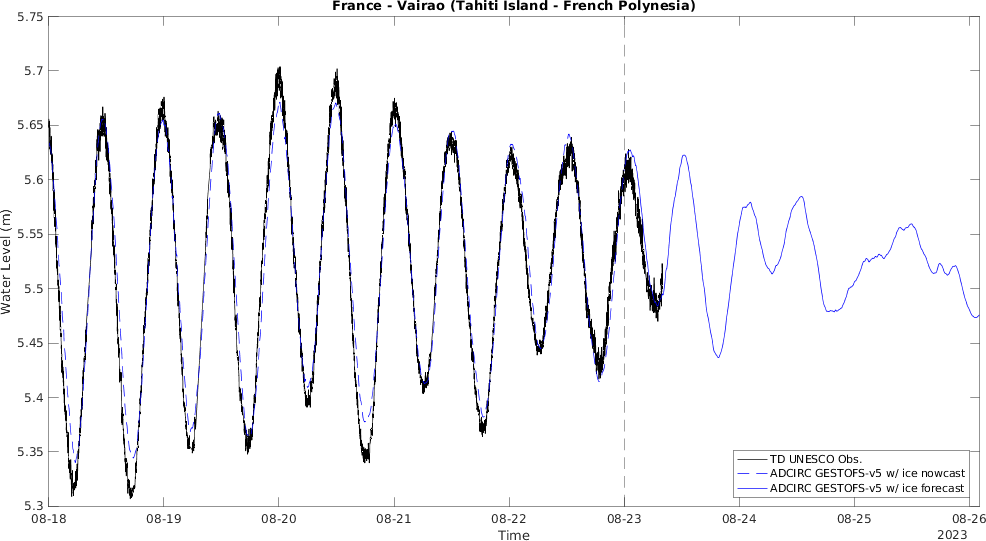 France - Vairao (Tahiti Island - French Polynesia)
5.75
5.7
5.65
5.6
5.55
5.5
5.45
5.4
5.35
5.3
Water Level (m)
TD UNESCO Obs.
ADCIRC GESTOFS-v5 w/ ice nowcast
ADCIRC GESTOFS-v5 w/ ice forecast
08-18 08-19 08-20 08-21 08-22 08-23 08-24 08-25 08-26
Time
2023